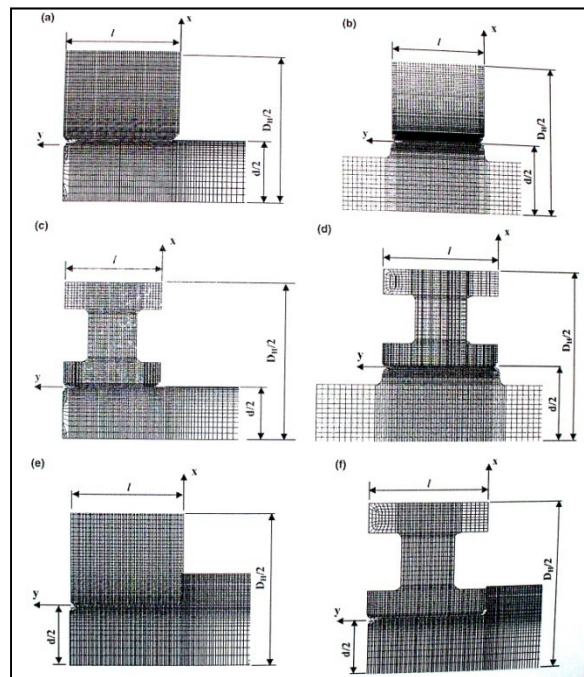 (a)
x
l
y
D_H/2
d/2
(b)
x
l
y
D_H/2
d/2
(c)
x
l
y
D_H/2
d/2
(d)
x
l
y
D_H/2
d/2
(e)
x
l
y
D_H/2
d/2
(f)
x
l
y
D_H/2
d/2